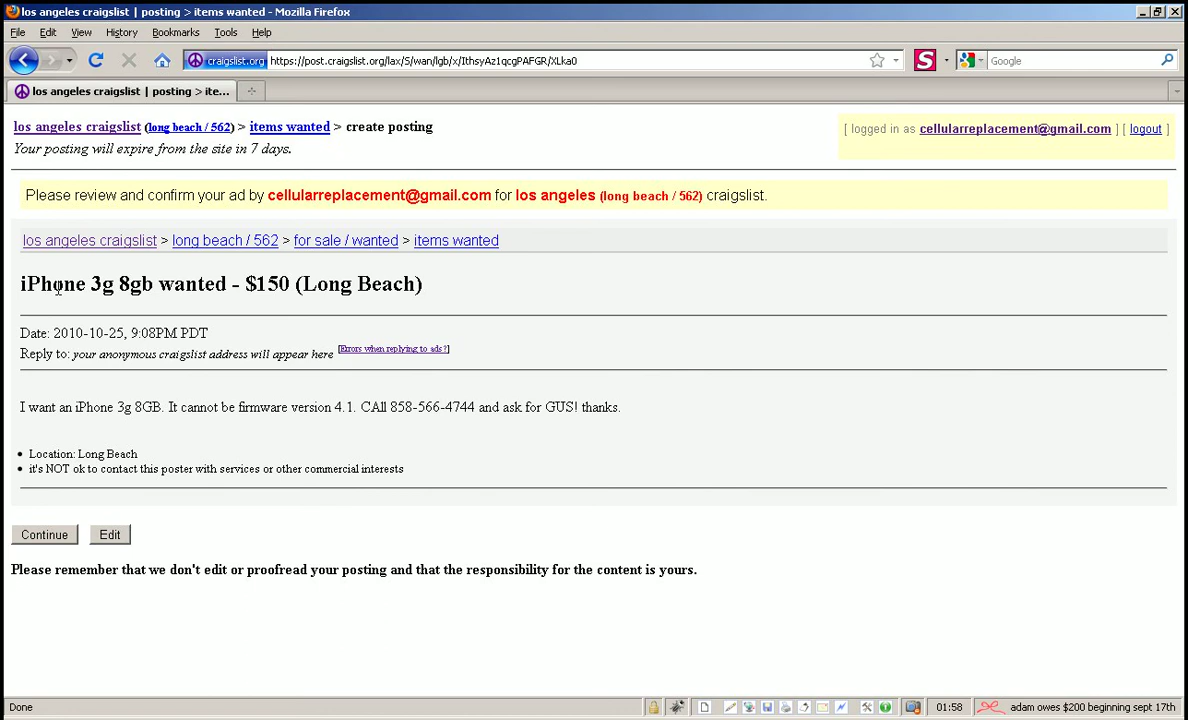 los angeles craigslist | posting > items wanted - Mozilla Firefox
File Edit View History Bookmarks Tools Help
craigslist.org https://post.craigslist.org/lax/S/wan/lgb/x/IthsyAz1qcgPAFGR/XLka0 S Google
los angeles craigslist | posting > ite...
los angeles craigslist (long beach / 562) > items wanted > create posting
[ logged in as cellularreplacement@gmail.com ] [ logout ]
Your posting will expire from the site in 7 days.
Please review and confirm your ad by cellularreplacement@gmail.com for los angeles (long beach / 562) craigslist.
los angeles craigslist > long beach / 562 > for sale / wanted > items wanted
iPhone 3g 8gb wanted - $150 (Long Beach)
Date: 2010-10-25, 9:08PM PDT
Reply to: your anonymous craigslist address will appear here [Errors when replying to ads?]
I want an iPhone 3g 8GB. It cannot be firmware version 4.1. CAll 858-566-4744 and ask for GUS! thanks.
Location: Long Beach
it's NOT ok to contact this poster with services or other commercial interests
Continue Edit
Please remember that we don't edit or proofread your posting and that the responsibility for the content is yours.
Done 01:58 adam owes $200 beginning sept 17th